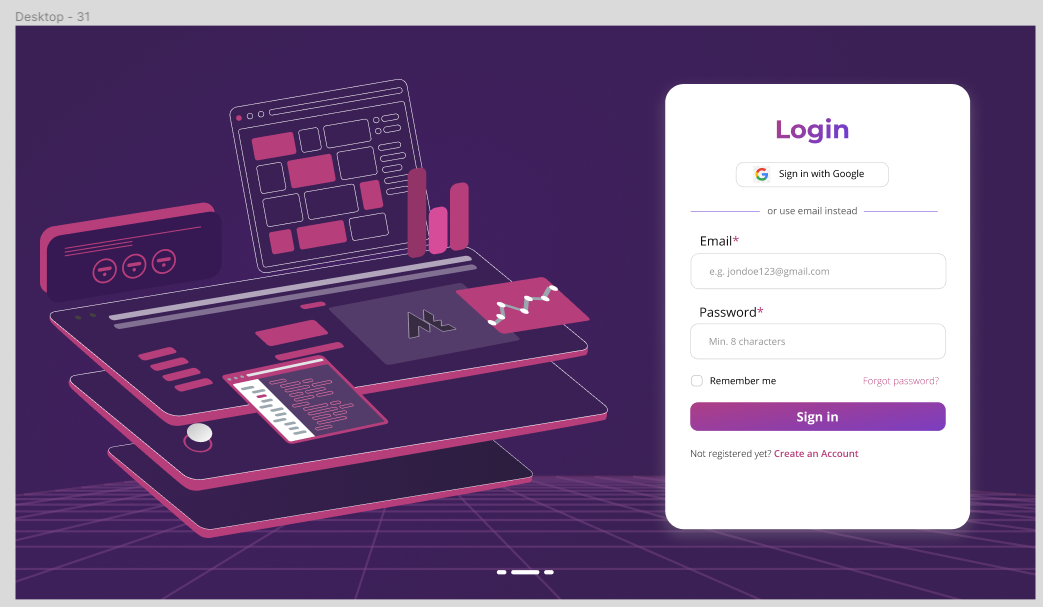 Desktop - 31
Login
Sign in with Google
or use email instead
Email*
e.g. jondoe123@gmail.com
Password*
Min. 8 characters
Remember me Forgot password?
Sign in
Not registered yet? Create an Account